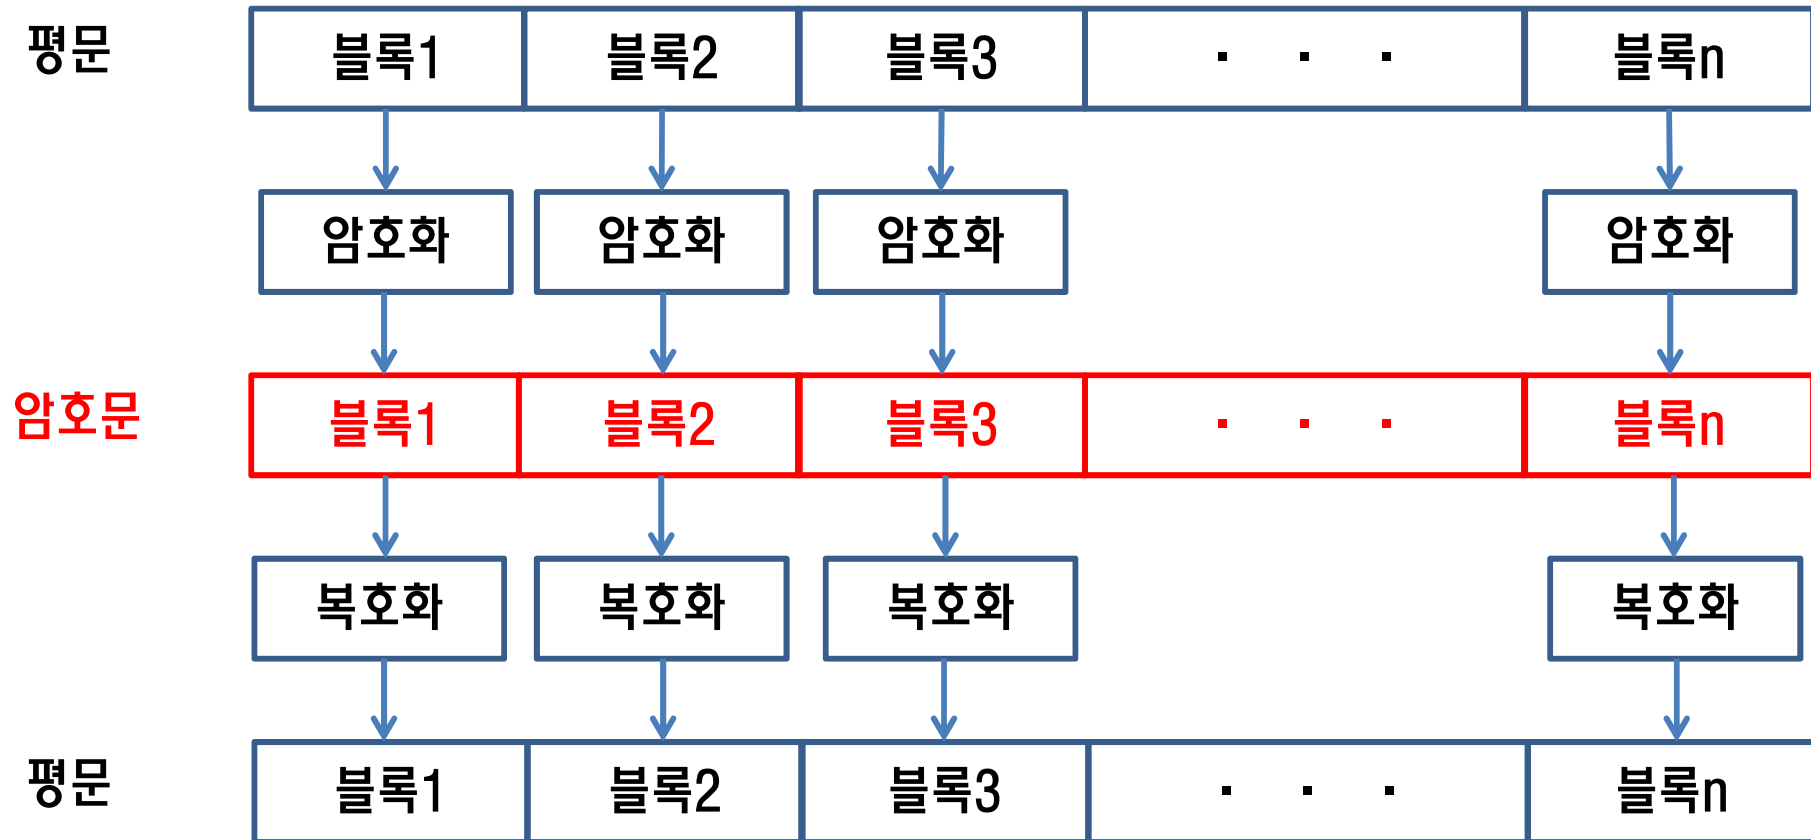 평문 블록1 블록2 블록3 · · · 블록n
암호화 암호화 암호화 암호화
암호문 블록1 블록2 블록3 · · · 블록n
복호화 복호화 복호화 복호화
평문 블록1 블록2 블록3 · · · 블록n